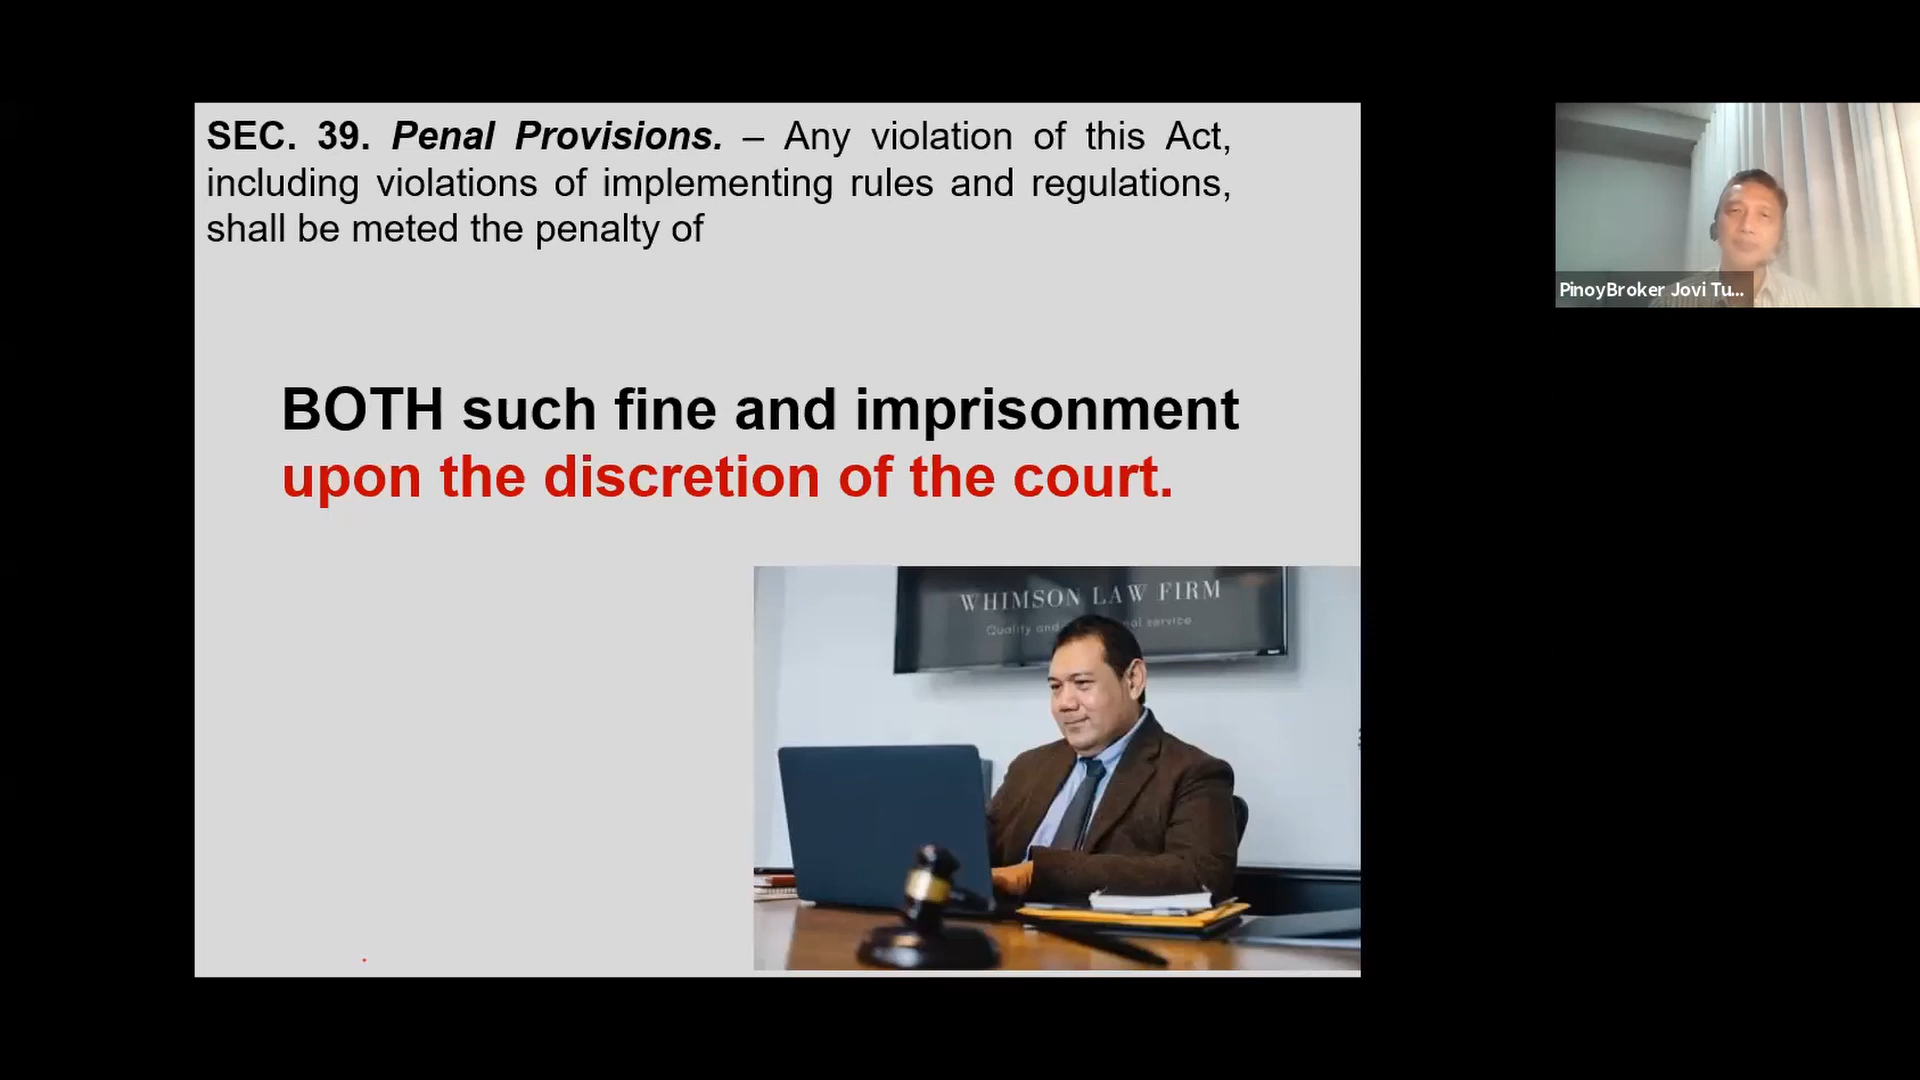 SEC. 39. Penal Provisions. – Any violation of this Act,
including violations of implementing rules and regulations,
shall be meted the penalty of
BOTH such fine and imprisonment
upon the discretion of the court.
WHIMSON LAW FIRM
Quality and nal service
PinoyBroker Jovi Tu...